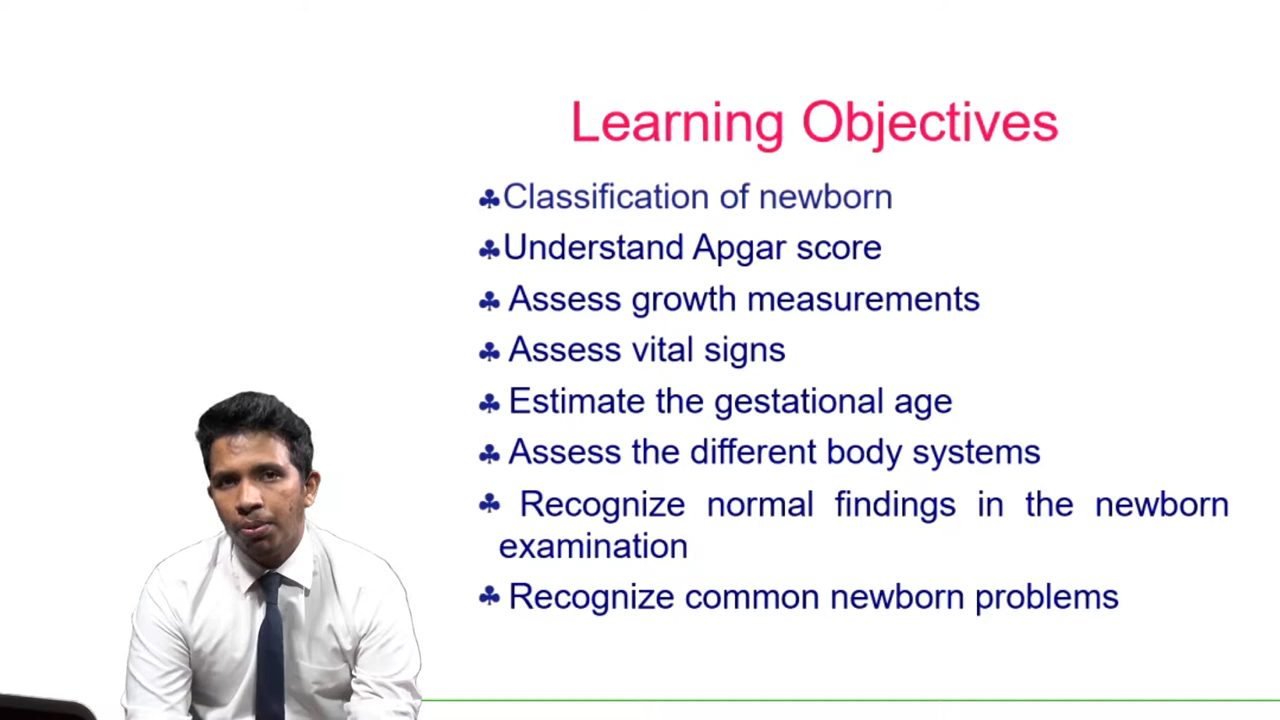 Learning Objectives
♣Classification of newborn
♣Understand Apgar score
♣ Assess growth measurements
♣ Assess vital signs
♣ Estimate the gestational age
♣ Assess the different body systems
♣ Recognize normal findings in the newborn
examination
♣ Recognize common newborn problems